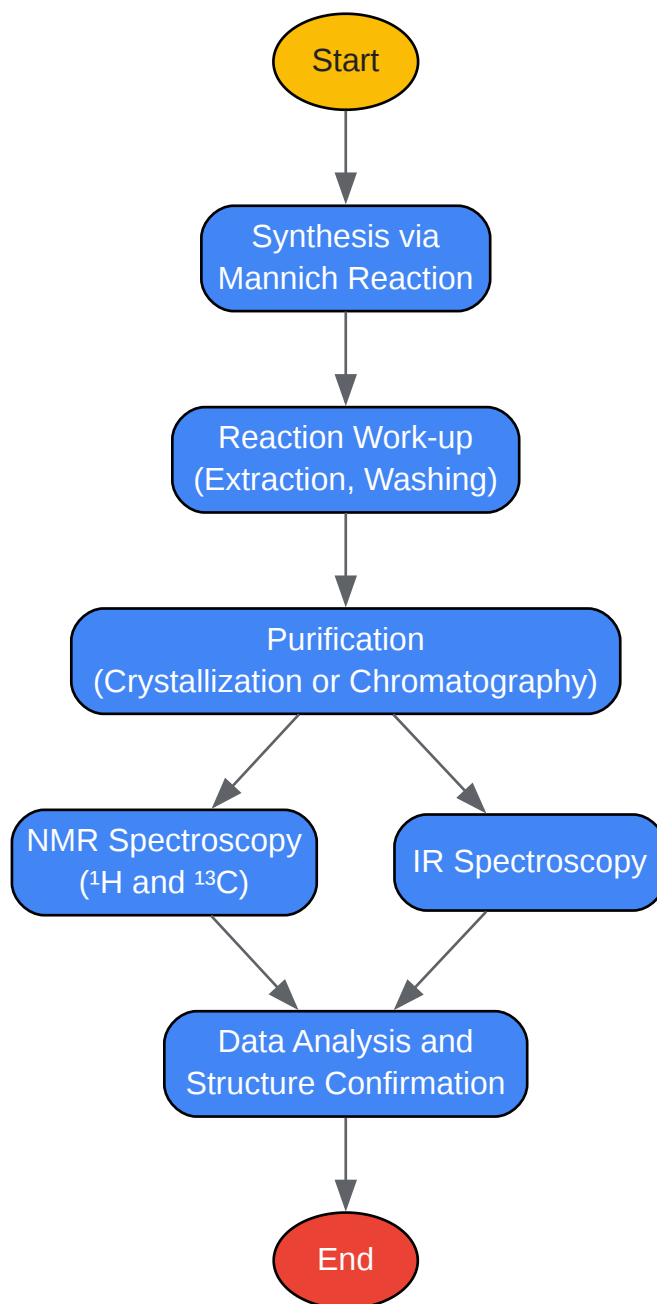 Start
Synthesis via
Mannich Reaction
Reaction Work-up
(Extraction, Washing)
Purification
(Crystallization or Chromatography)
NMR Spectroscopy
(¹H and ¹³C)
IR Spectroscopy
Data Analysis and
Structure Confirmation
End